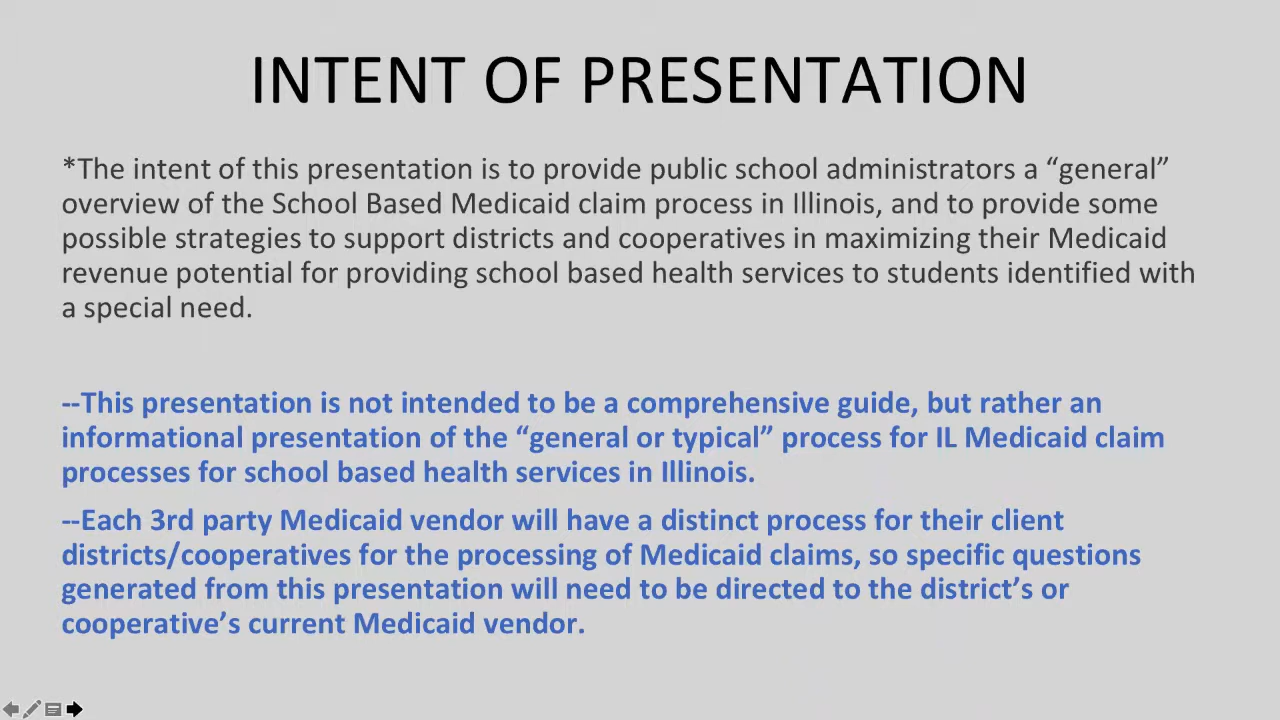 INTENT OF PRESENTATION
*The intent of this presentation is to provide public school administrators a “general”
overview of the School Based Medicaid claim process in Illinois, and to provide some
possible strategies to support districts and cooperatives in maximizing their Medicaid
revenue potential for providing school based health services to students identified with
a special need.
--This presentation is not intended to be a comprehensive guide, but rather an
informational presentation of the “general or typical” process for IL Medicaid claim
processes for school based health services in Illinois.
--Each 3rd party Medicaid vendor will have a distinct process for their client
districts/cooperatives for the processing of Medicaid claims, so specific questions
generated from this presentation will need to be directed to the district’s or
cooperative’s current Medicaid vendor.